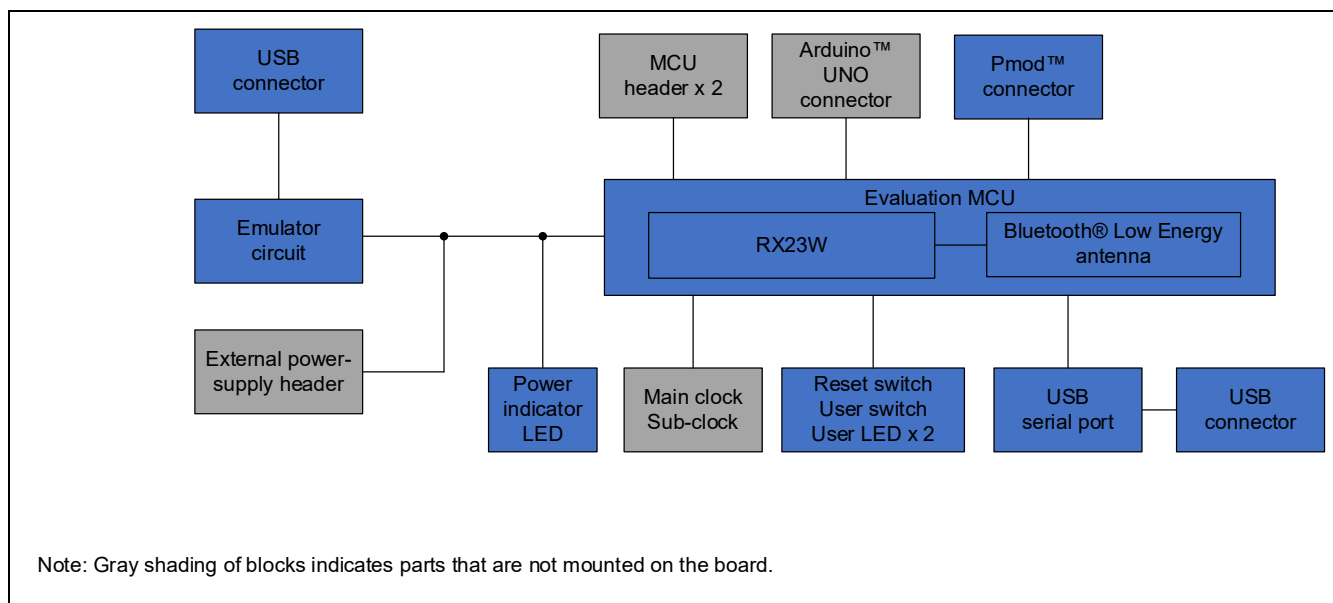 USB
connector
MCU
header x 2
Arduino™
UNO
connector
Pmod™
connector
Evaluation MCU
Emulator
circuit
RX23W
Bluetooth® Low Energy
antenna
External power-
supply header
Power
indicator
LED
Main clock
Sub-clock
Reset switch
User switch
User LED x 2
USB
serial port
USB
connector
Note: Gray shading of blocks indicates parts that are not mounted on the board.